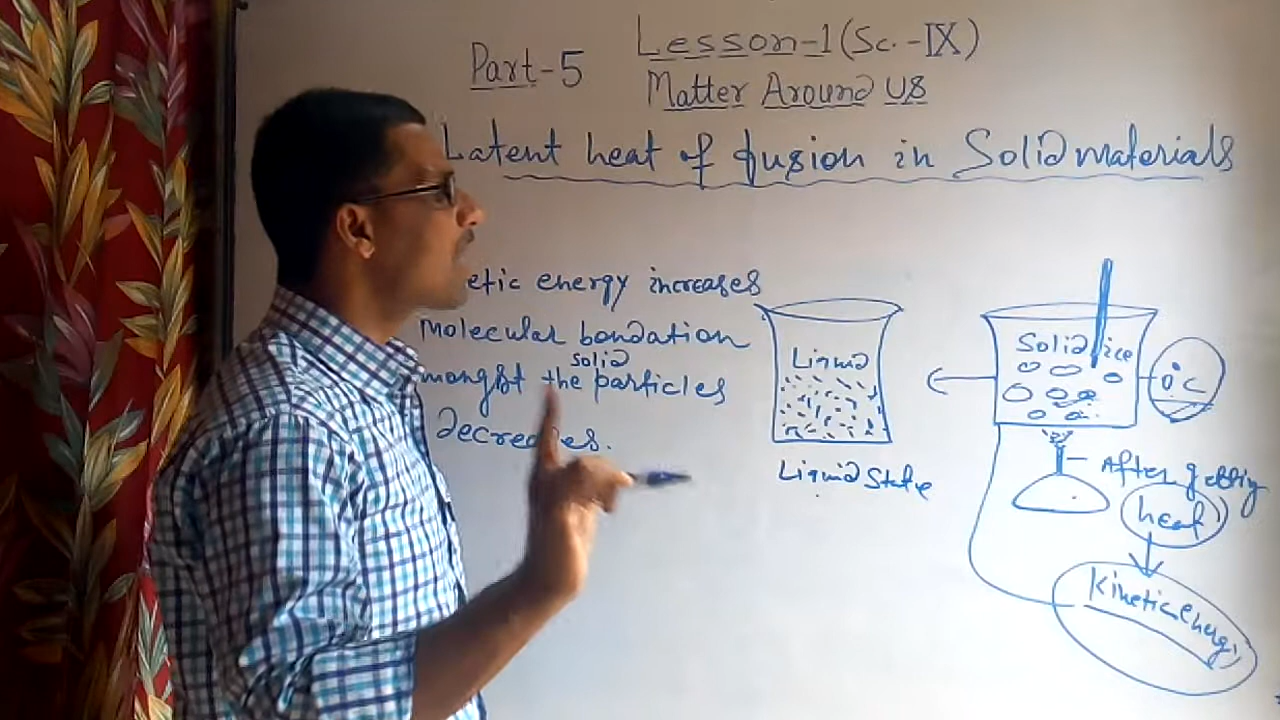 Part-5
Lesson-1 (Sc.-IX)
Matter Around US
Latent heat of fusion in Solid materials
etic energy increases
Molecular bondation
solid
mongst the particles
decreases.
Liquid
Liquid State
Solid ice
0°C
After getting
heat
Kinetic energy